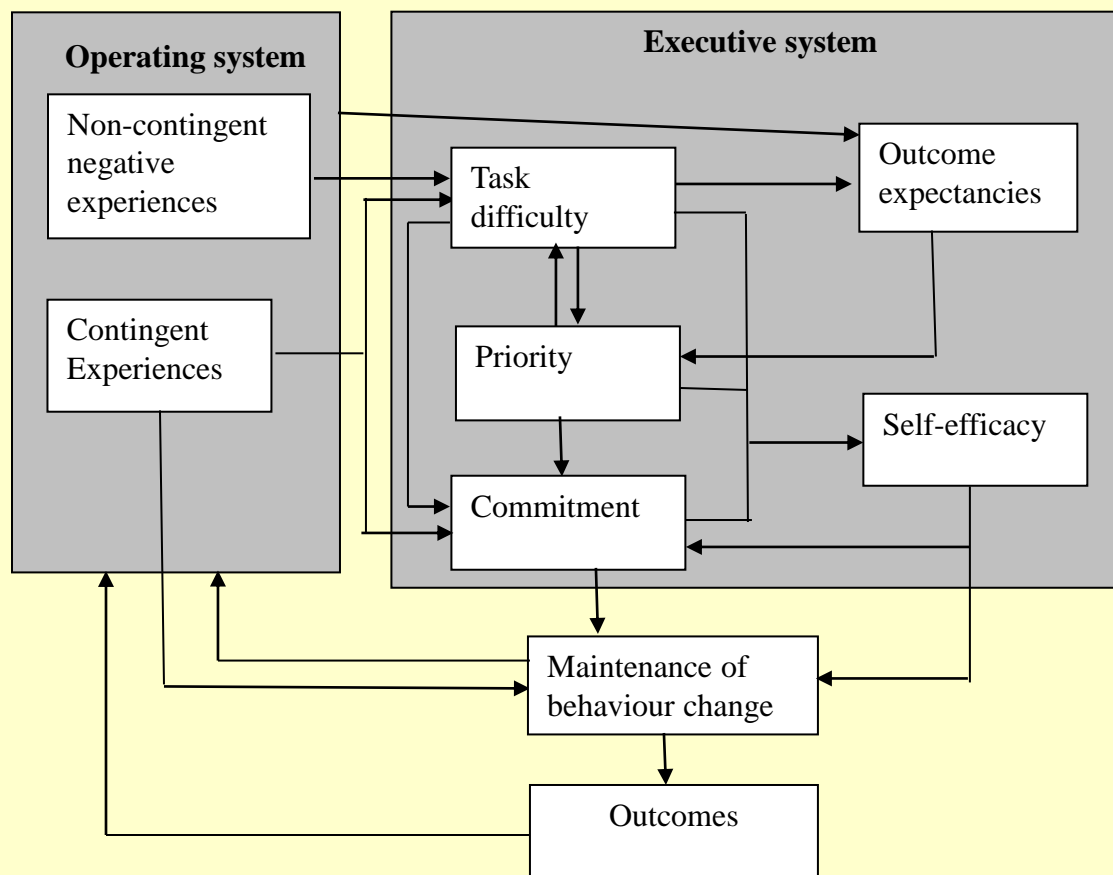 Operating system
Executive system
Non-contingent
negative
experiences
Task
difficulty
Outcome
expectancies
Contingent
Experiences
Priority
Self-efficacy
Commitment
Maintenance of
behaviour change
Outcomes